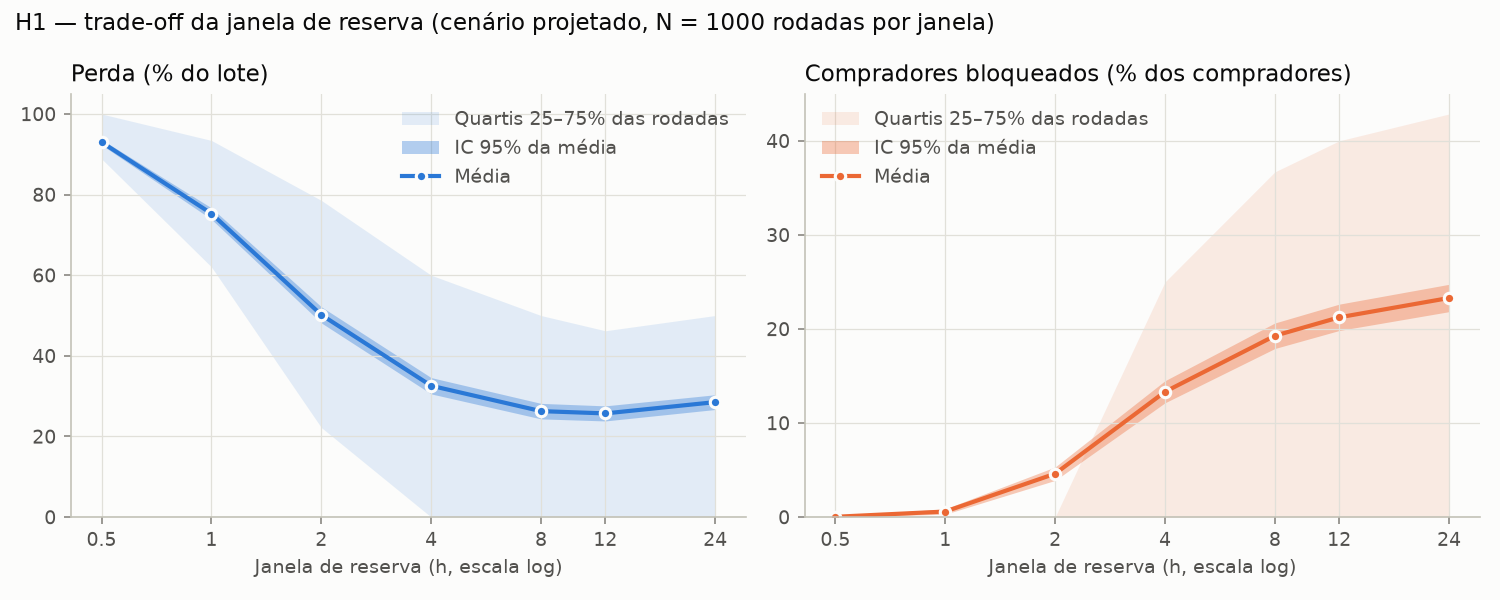 H1 — trade-off da janela de reserva (cenário projetado, N = 1000 rodadas por janela)
Perda (% do lote)
Quartis 25–75% das rodadas
IC 95% da média
Média
100
80
60
40
20
0
0.5 1 2 4 8 12 24
Janela de reserva (h, escala log)
Compradores bloqueados (% dos compradores)
Quartis 25–75% das rodadas
IC 95% da média
Média
40
30
20
10
0
0.5 1 2 4 8 12 24
Janela de reserva (h, escala log)